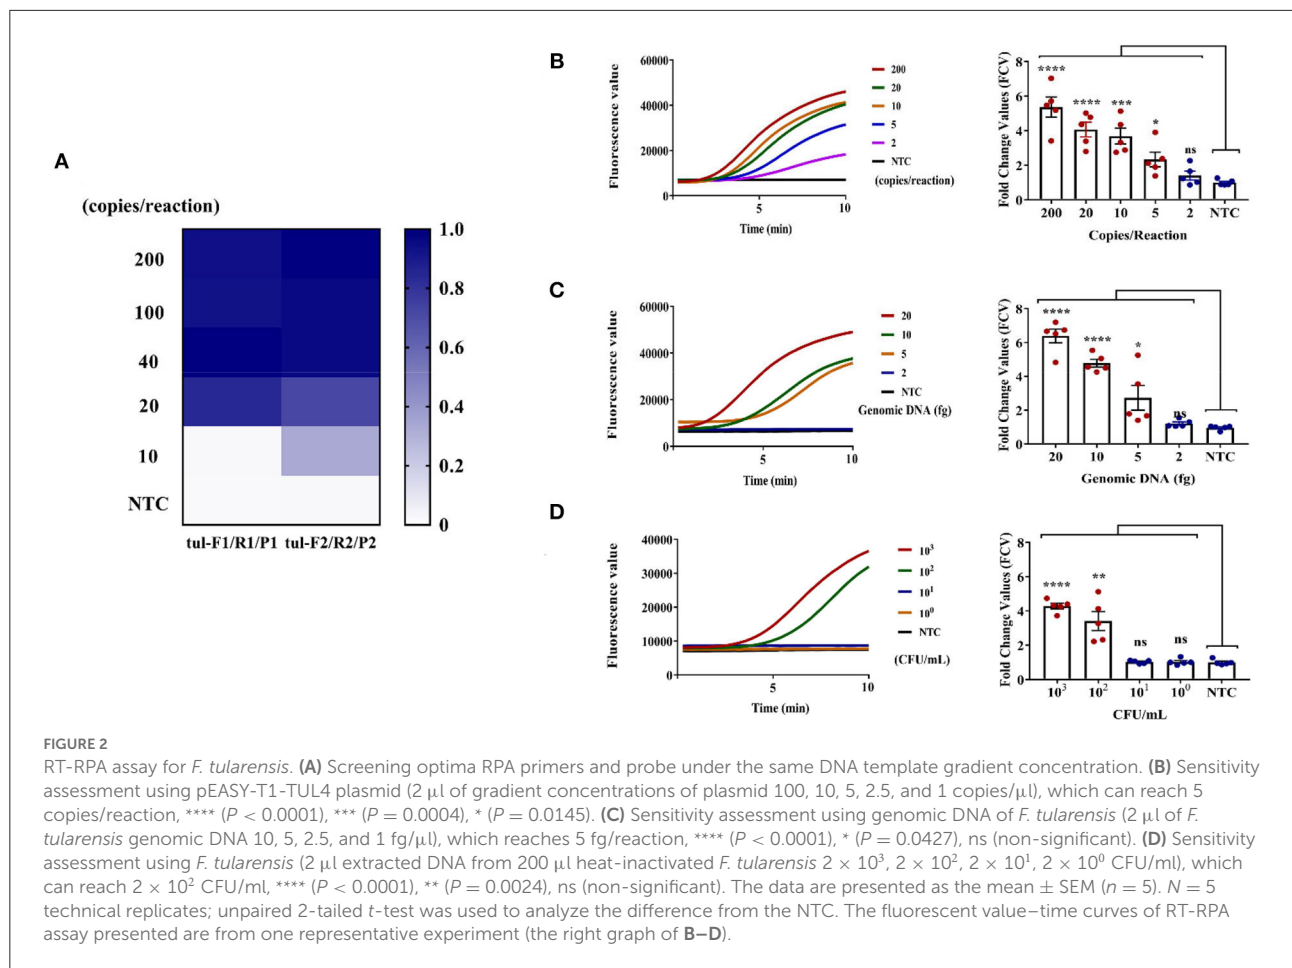 A
(copies/reaction)
200
100
40
20
10
NTC
tul-F1/R1/P1 tul-F2/R2/P2
1.0
0.8
0.6
0.4
0.2
0
B
Fluorescence value
60000
40000
20000
0
5
10
Time (min)
200
20
10
5
2
NTC
(copies/reaction)
Fold Change Values (FCV)
8
6
4
2
0
****
****
***
*
ns
200 20 10 5 2 NTC
Copies/Reaction
C
Fluorescence value
60000
40000
20000
0
5
10
Time (min)
20
10
5
2
NTC
Genomic DNA (fg)
Fold Change Values (FCV)
8
6
4
2
0
****
****
*
ns
20 10 5 2 NTC
Genomic DNA (fg)
D
Fluorescence value
40000
30000
20000
10000
0
5
10
Time (min)
10³
10²
10¹
10⁰
NTC
(CFU/mL)
Fold Change Values (FCV)
8
6
4
2
0
****
**
ns
ns
10³ 10² 10¹ 10⁰ NTC
CFU/mL
FIGURE 2
RT-RPA assay for F. tularensis. (A) Screening optima RPA primers and probe under the same DNA template gradient concentration. (B) Sensitivity
assessment using pEASY-T1-TUL4 plasmid (2 μl of gradient concentrations of plasmid 100, 10, 5, 2.5, and 1 copies/μl), which can reach 5
copies/reaction, **** (P < 0.0001), *** (P = 0.0004), * (P = 0.0145). (C) Sensitivity assessment using genomic DNA of F. tularensis (2 μl of F.
tularensis genomic DNA 10, 5, 2.5, and 1 fg/μl), which reaches 5 fg/reaction, **** (P < 0.0001), * (P = 0.0427), ns (non-significant). (D) Sensitivity
assessment using F. tularensis (2 μl extracted DNA from 200 μl heat-inactivated F. tularensis 2 × 10³, 2 × 10², 2 × 10¹, 2 × 10⁰ CFU/ml), which
can reach 2 × 10² CFU/ml, **** (P < 0.0001), ** (P = 0.0024), ns (non-significant). The data are presented as the mean ± SEM (n = 5). N = 5
technical replicates; unpaired 2-tailed t-test was used to analyze the difference from the NTC. The fluorescent value–time curves of RT-RPA
assay presented are from one representative experiment (the right graph of B–D).